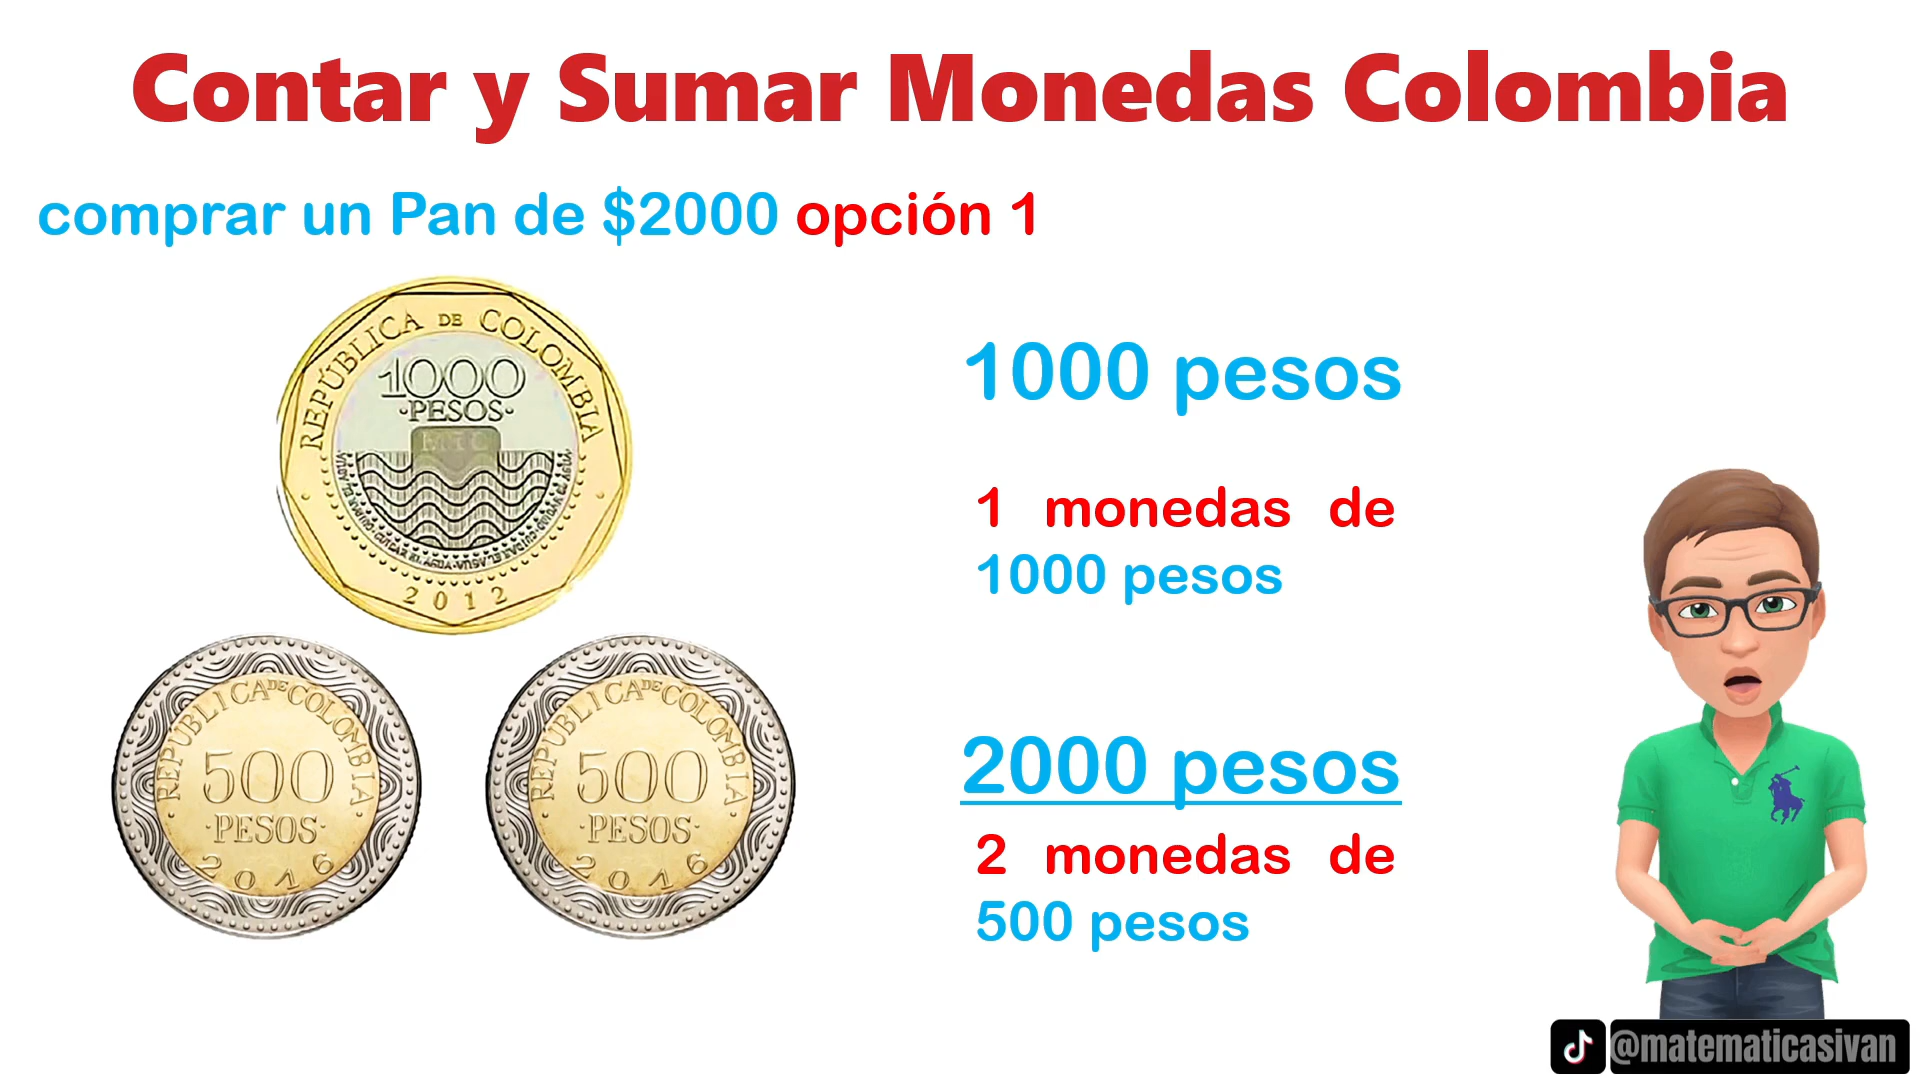 Contar y Sumar Monedas Colombia
comprar un Pan de $2000 opción 1
REPÚBLICA DE COLOMBIA
1000
·PESOS·
2012
1000 pesos
1 monedas de
1000 pesos
REPUBLICA DE COLOMBIA
500
·PESOS·
2016
REPUBLICA DE COLOMBIA
500
·PESOS·
2016
2000 pesos
2 monedas de
500 pesos
@matematicasivan